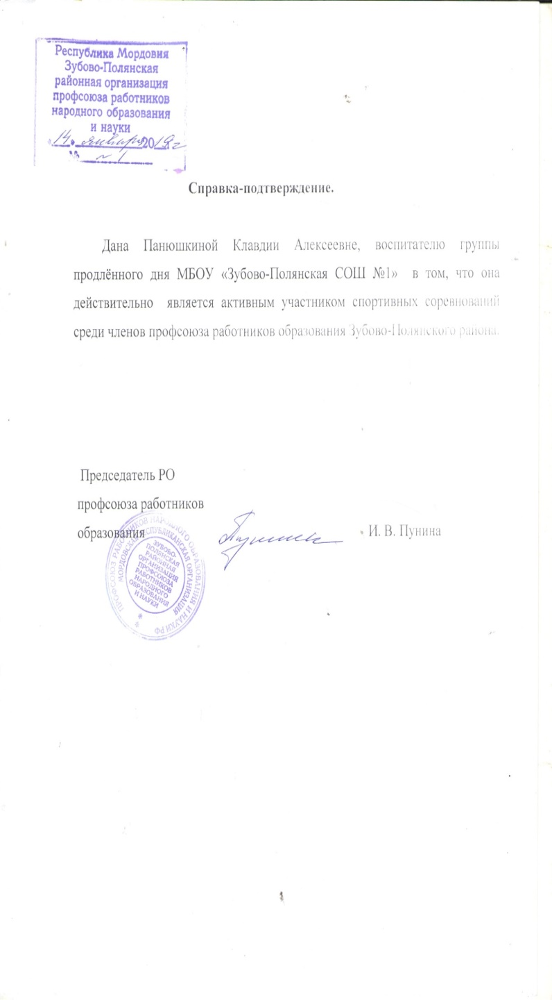 Республика Мордовия
Зубово-Полянская
районная организация
профсоюза работников
народного образования
и науки
14 января 2019г
№ ~ 1
Справка-подтверждение.
Дана Панюшкиной Клавдии Алексеевне, воспитателю группы
продлённого дня МБОУ «Зубово-Полянская СОШ №1» в том, что она
действительно является активным участником спортивных соревнований
среди членов профсоюза работников образования Зубово-Полянского района.
Председатель РО
профсоюза работников
образования
И. В. Пунина
ПРОФСОЮЗ РАБОТНИКОВ НАРОДНОГО ОБРАЗОВАНИЯ И НАУКИ РФ
МОРДОВСКАЯ РЕСПУБЛИКАНСКАЯ ОРГАНИЗАЦИЯ
ЗУБОВО-
ПОЛЯНСКАЯ
РАЙОННАЯ
ОРГАНИЗАЦИЯ
ПРОФСОЮЗА
РАБОТНИКОВ
НАРОДНОГО
ОБРАЗОВАНИЯ
И НАУКИ